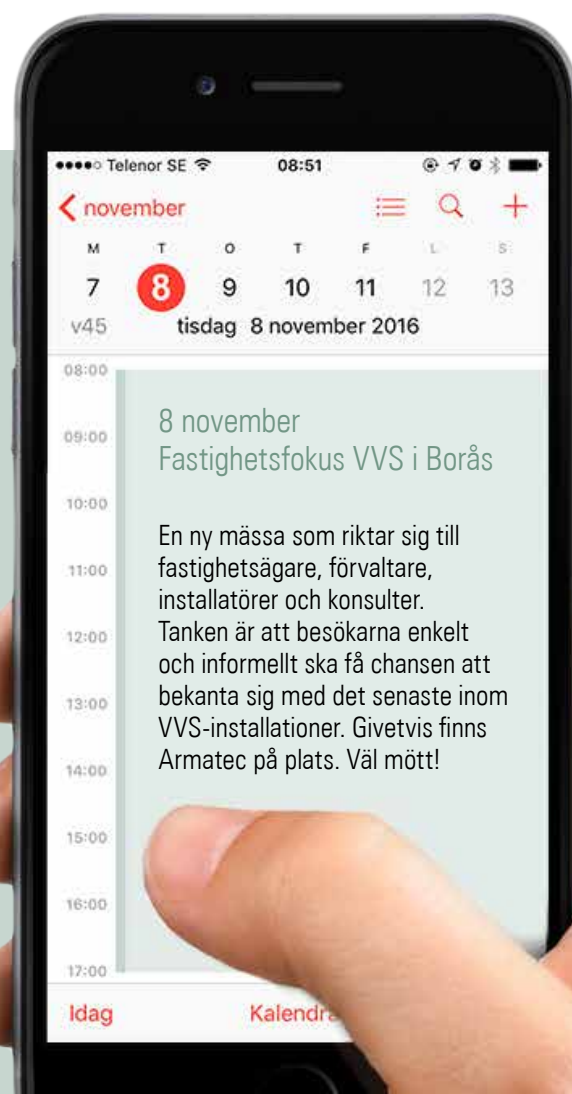 Telenor SE 08:51
november
M T O T F L S
7 8 9 10 11 12 13
v45 tisdag 8 november 2016
08:00
8 november
09:00
Fastighetsfokus VVS i Borås
10:00
En ny mässa som riktar sig till
11:00
fastighetsägare, förvaltare,
installatörer och konsulter.
12:00
Tanken är att besökarna enkelt
och informellt ska få chansen att
13:00
bekanta sig med det senaste inom
VVS-installationer. Givetvis finns
14:00
Armatec på plats. Väl mött!
15:00
16:00
17:00
Idag